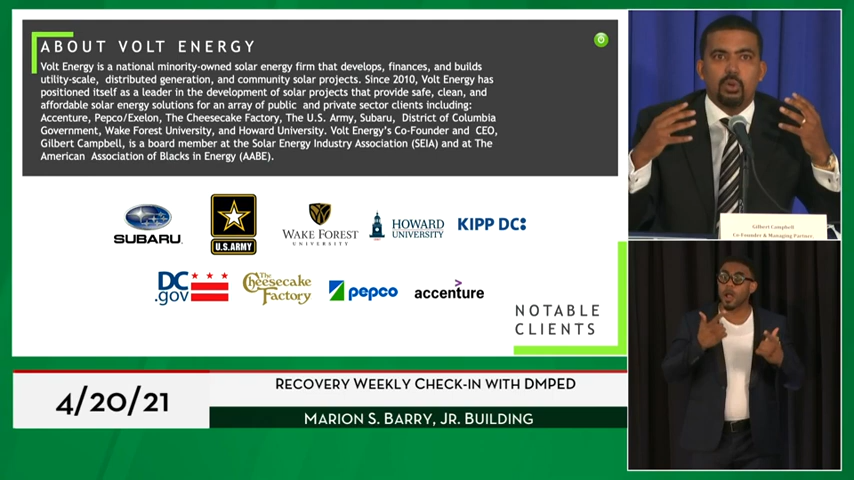 ABOUT VOLT ENERGY
Volt Energy is a national minority-owned solar energy firm that develops, finances, and builds
utility-scale, distributed generation, and community solar projects. Since 2010, Volt Energy has
positioned itself as a leader in the development of solar projects that provide safe, clean, and
affordable solar energy solutions for an array of public and private sector clients including:
Accenture, Pepco/Exelon, The Cheesecake Factory, The U.S. Army, Subaru, District of Columbia
Government, Wake Forest University, and Howard University. Volt Energy's Co-Founder and CEO,
Gilbert Campbell, is a board member at the Solar Energy Industry Association (SEIA) and at The
American Association of Blacks in Energy (AABE).
SUBARU
U.S. ARMY
WAKE FOREST
UNIVERSITY
HOWARD
UNIVERSITY
KIPP DC:
DC
.gov
The
Cheesecake
Factory
pepco
accenture
NOTABLE
CLIENTS
Gilbert Campbell
Co-Founder & Managing Partner,
4/20/21
RECOVERY WEEKLY CHECK-IN WITH DMPED
MARION S. BARRY, JR. BUILDING